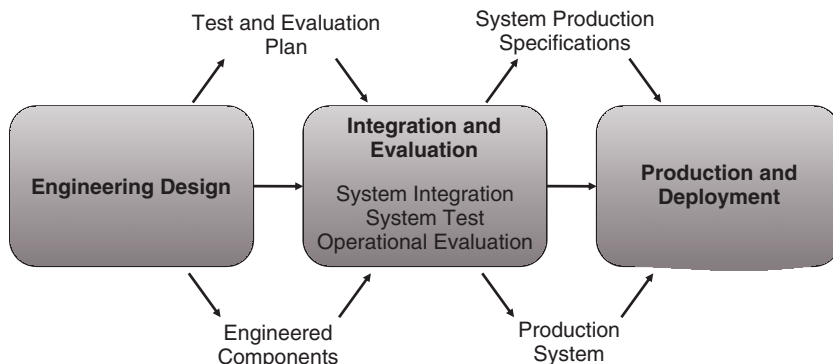 Test and Evaluation
Plan
System Production
Specifications
Engineering Design
Integration and
Evaluation
System Integration
System Test
Operational Evaluation
Production and
Deployment
Engineered
Components
Production
System